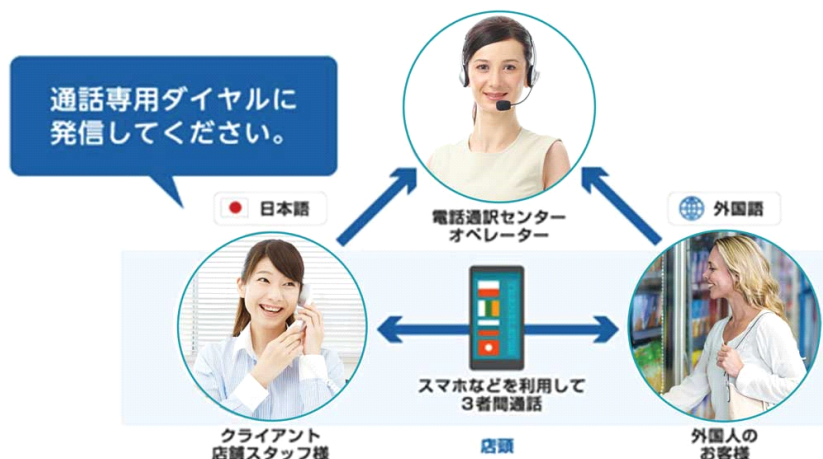 通話専用ダイヤルに
発信してください。
日本語
外国語
電話通訳センター
オペレーター
スマホなどを利用して
3者間通話
クライアント
店舗スタッフ様
店頭
外国人の
お客様